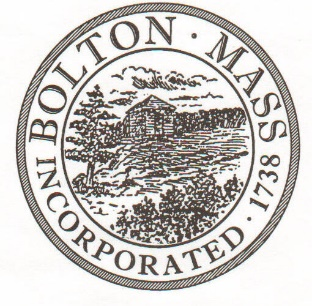 BOLTON · MASS
INCORPORATED · 1738